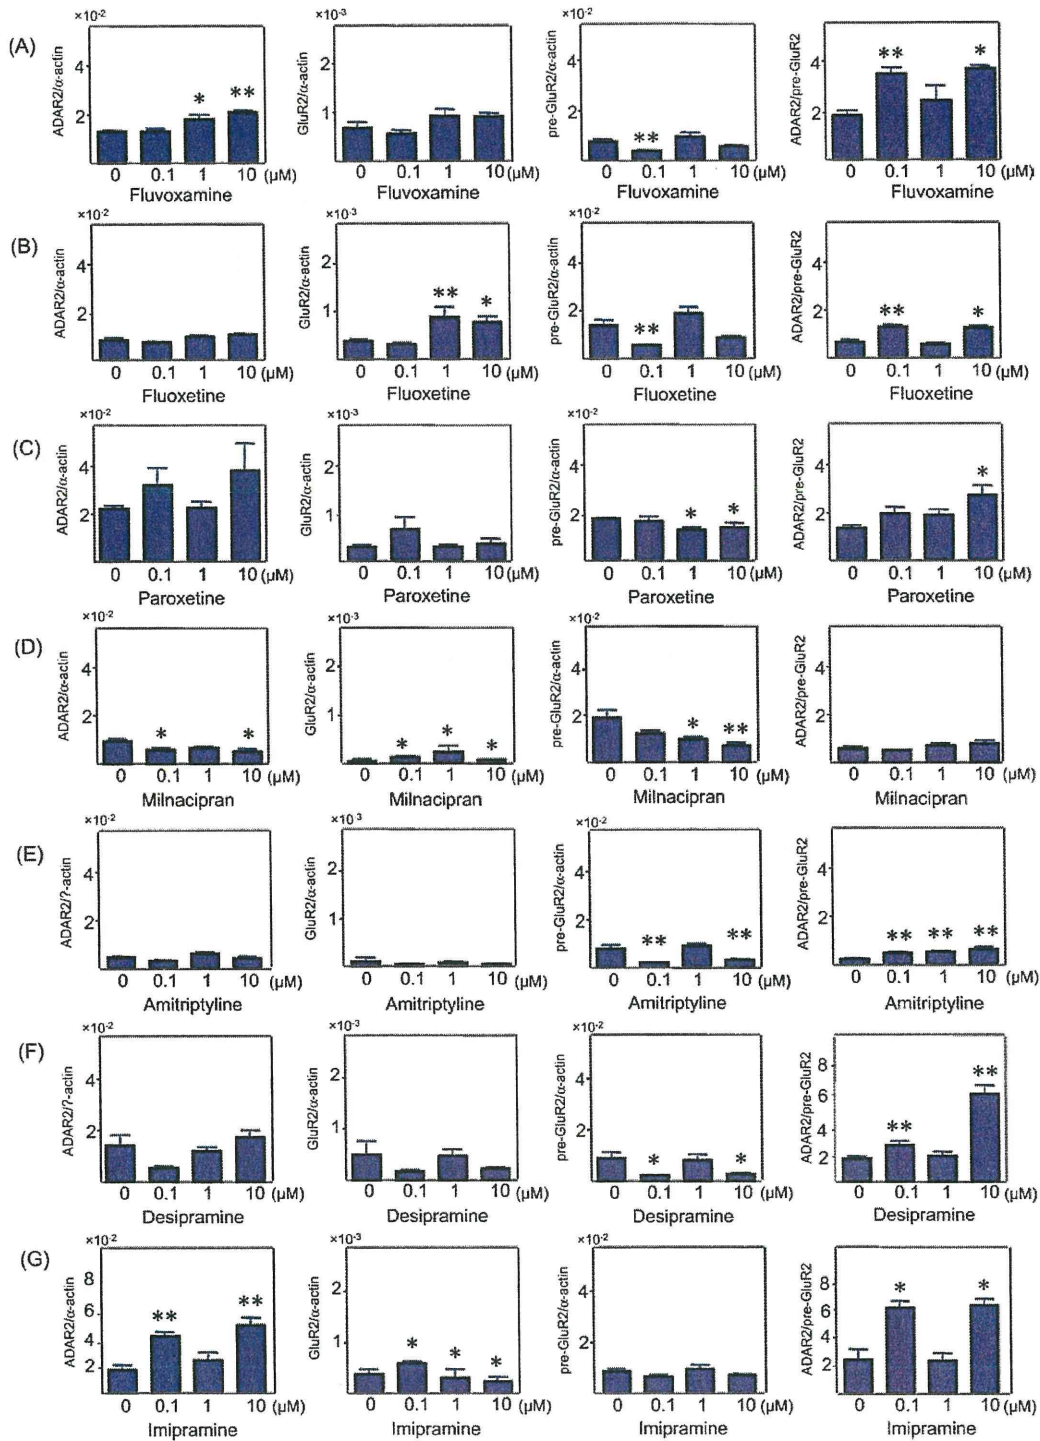 (A)
×10⁻² ×10⁻³ ×10⁻²
ADAR2/α-actin 4 2
GluR2/α-actin 2 1
pre-GluR2/α-actin 4 2
ADAR2/pre-GluR2 4 2
* ** ** ** *
0 0.1 1 10 (μM) 0 0.1 1 10 (μM) 0 0.1 1 10 (μM) 0 0.1 1 10 (μM)
Fluvoxamine Fluvoxamine Fluvoxamine Fluvoxamine
(B)
×10⁻² ×10⁻³ ×10⁻²
ADAR2/α-actin 4 2
GluR2/α-actin 2 1
pre-GluR2/α-actin 4 2
ADAR2/pre-GluR2 4 2
** * ** ** *
0 0.1 1 10 (μM) 0 0.1 1 10 (μM) 0 0.1 1 10 (μM) 0 0.1 1 10 (μM)
Fluoxetine Fluoxetine Fluoxetine Fluoxetine
(C)
×10⁻² ×10⁻³ ×10⁻²
ADAR2/α-actin 4 2
GluR2/α-actin 2 1
pre-GluR2/α-actin 4 2
ADAR2/pre-GluR2 4 2
* * *
0 0.1 1 10 (μM) 0 0.1 1 10 (μM) 0 0.1 1 10 (μM) 0 0.1 1 10 (μM)
Paroxetine Paroxetine Paroxetine Paroxetine
(D)
×10⁻² ×10⁻³ ×10⁻²
ADAR2/α-actin 4 2
GluR2/α-actin 2 1
pre-GluR2/α-actin 4 2
ADAR2/pre-GluR2 4 2
* * * * * * **
0 0.1 1 10 (μM) 0 0.1 1 10 (μM) 0 0.1 1 10 (μM) 0 0.1 1 10 (μM)
Milnacipran Milnacipran Milnacipran Milnacipran
(E)
×10⁻² ×10⁻³ ×10⁻²
ADAR2/?-actin 4 2
GluR2/α-actin 2 1
pre-GluR2/α-actin 4 2
ADAR2/pre-GluR2 4 2
** ** ** ** **
0 0.1 1 10 (μM) 0 0.1 1 10 (μM) 0 0.1 1 10 (μM) 0 0.1 1 10 (μM)
Amitriptyline Amitriptyline Amitriptyline Amitriptyline
(F)
×10⁻² ×10⁻³ ×10⁻²
ADAR2/?-actin 4 2
GluR2/α-actin 2 1
pre-GluR2/α-actin 4 2
ADAR2/pre-GluR2 8 6 4 2
* * ** **
0 0.1 1 10 (μM) 0 0.1 1 10 (μM) 0 0.1 1 10 (μM) 0 0.1 1 10 (μM)
Desipramine Desipramine Desipramine Desipramine
(G)
×10⁻² ×10⁻³ ×10⁻²
ADAR2/α-actin 8 6 4 2
GluR2/α-actin 2 1
pre-GluR2/α-actin 4 2
ADAR2/pre-GluR2 8 6 4 2
** ** * * * * *
0 0.1 1 10 (μM) 0 0.1 1 10 (μM) 0 0.1 1 10 (μM) 0 0.1 1 10 (μM)
Imipramine Imipramine Imipramine Imipramine